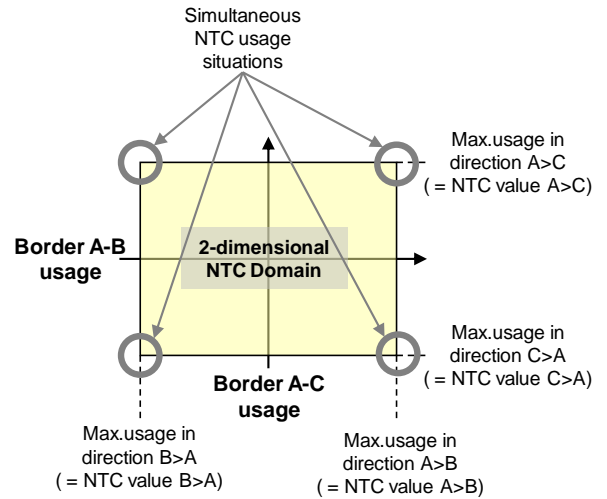 Simultaneous
NTC usage
situations
Max.usage in
direction A>C
( = NTC value A>C)
Border A-B
usage
2-dimensional
NTC Domain
Max.usage in
direction C>A
( = NTC value C>A)
Border A-C
usage
Max.usage in
direction B>A
( = NTC value B>A)
Max.usage in
direction A>B
( = NTC value A>B)